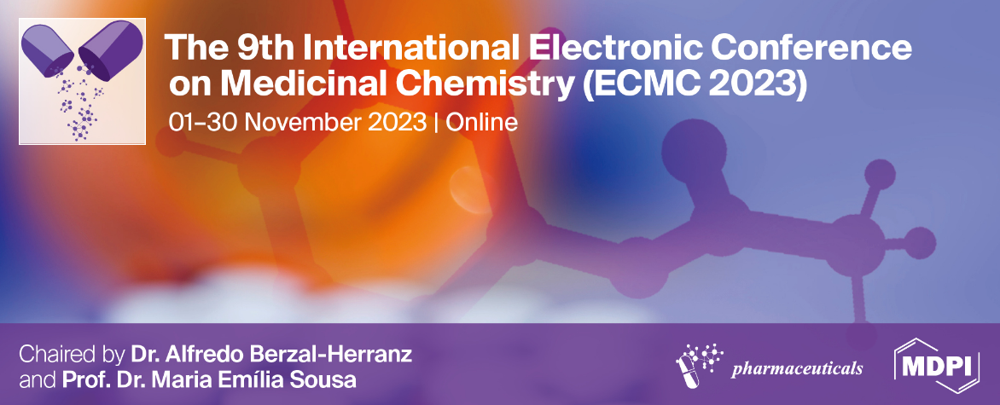 The 9th International Electronic Conference
on Medicinal Chemistry (ECMC 2023)
01–30 November 2023 | Online
Chaired by Dr. Alfredo Berzal-Herranz
and Prof. Dr. Maria Emília Sousa
pharmaceuticals
MDPI